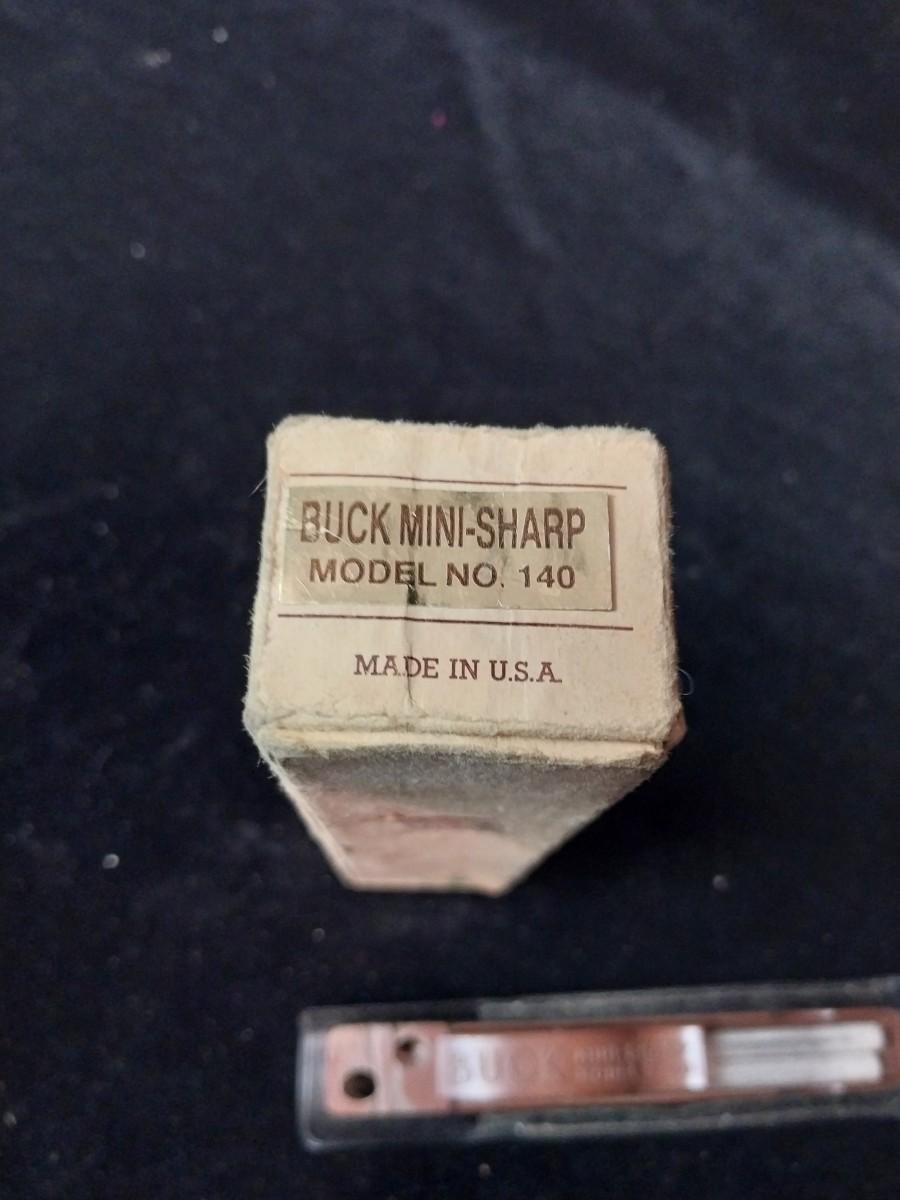 BUCK MINI-SHARP
MODEL NO. 140
MADE IN U.S.A.
BUCK